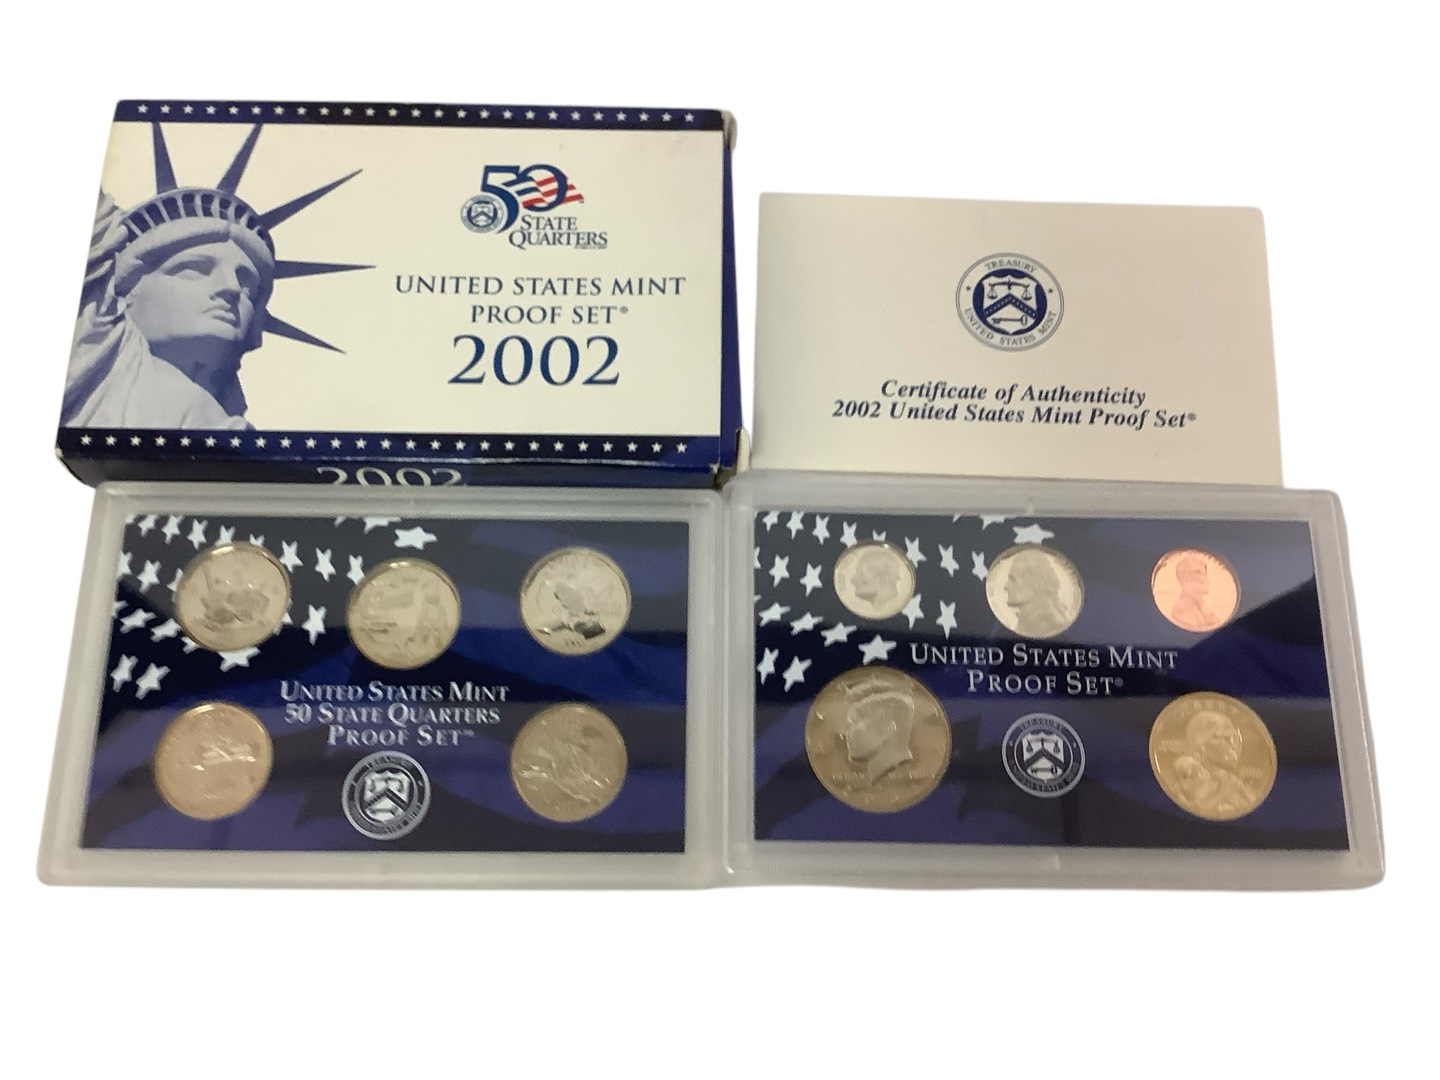 50
STATE
QUARTERS
UNITED STATES MINT
PROOF SET®
2002
2002
TREASURY
UNITED STATES MINT
Certificate of Authenticity
2002 United States Mint Proof Set®
UNITED STATES MINT
50 STATE QUARTERS
PROOF SET™
UNITED STATES MINT
PROOF SET®